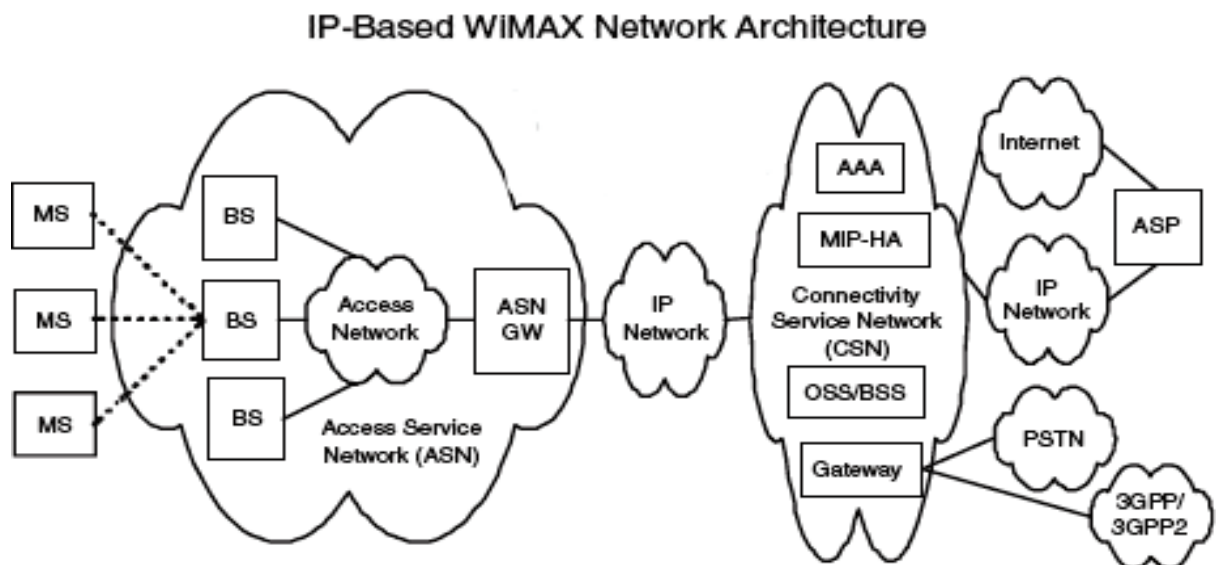 IP-Based WiMAX Network Architecture
MS
MS
MS
BS
BS
BS
Access
Network
ASN
GW
Access Service
Network (ASN)
IP
Network
AAA
MIP-HA
Connectivity
Service Network
(CSN)
OSS/BSS
Gateway
Internet
IP
Network
ASP
PSTN
3GPP/
3GPP2